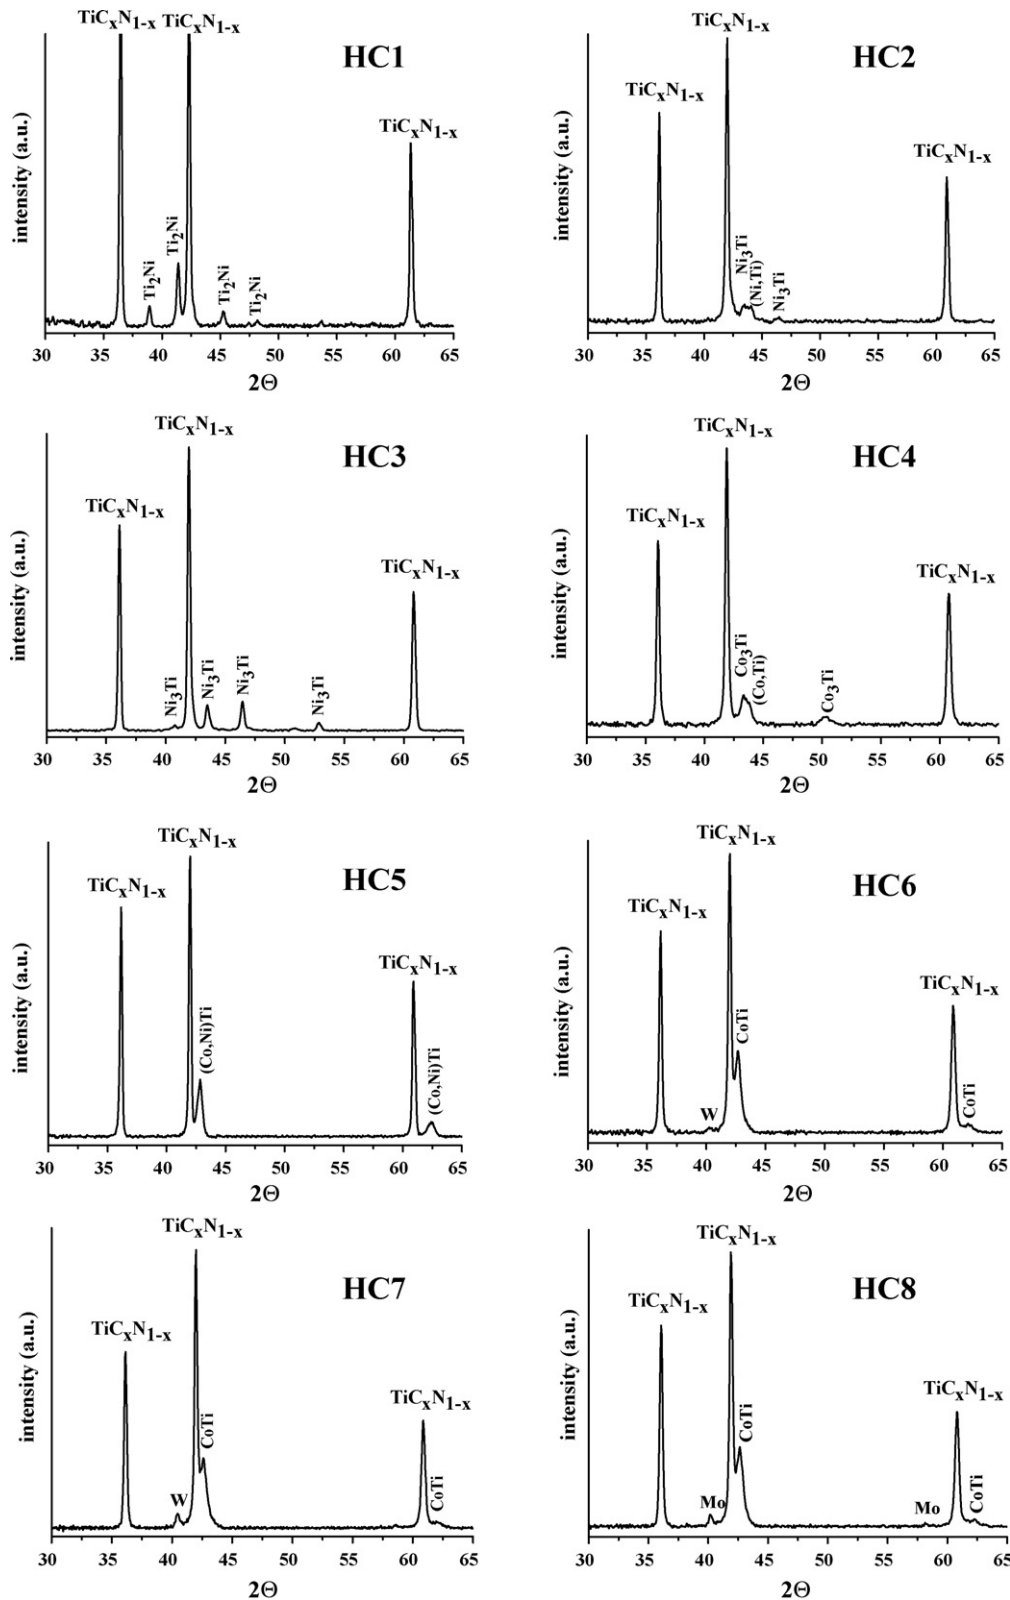 TiCxN1-x TiCxN1-x
HC1
TiCxN1-x
Ti2Ni
Ti2Ni
Ti2Ni
Ti2Ni
intensity (a.u.)
30 35 40 45 50 55 60 65
2Θ
TiCxN1-x
HC2
TiCxN1-x
TiCxN1-x
Ni3Ti
(Ni,Ti)
Ni3Ti
intensity (a.u.)
30 35 40 45 50 55 60 65
2Θ
TiCxN1-x
HC3
TiCxN1-x
TiCxN1-x
Ni3Ti
Ni3Ti
Ni3Ti
Ni3Ti
intensity (a.u.)
30 35 40 45 50 55 60 65
2Θ
TiCxN1-x
HC4
TiCxN1-x
TiCxN1-x
Co3Ti
(Co,Ti)
Co3Ti
intensity (a.u.)
30 35 40 45 50 55 60 65
2Θ
TiCxN1-x
HC5
TiCxN1-x
TiCxN1-x
(Co,Ni)Ti
(Co,Ni)Ti
intensity (a.u.)
30 35 40 45 50 55 60 65
2Θ
TiCxN1-x
HC6
TiCxN1-x
TiCxN1-x
W
CoTi
CoTi
intensity (a.u.)
30 35 40 45 50 55 60 65
2Θ
TiCxN1-x
HC7
TiCxN1-x
TiCxN1-x
W
CoTi
CoTi
intensity (a.u.)
30 35 40 45 50 55 60 65
2Θ
TiCxN1-x
HC8
TiCxN1-x
TiCxN1-x
Mo
CoTi
Mo
CoTi
intensity (a.u.)
30 35 40 45 50 55 60 65
2Θ